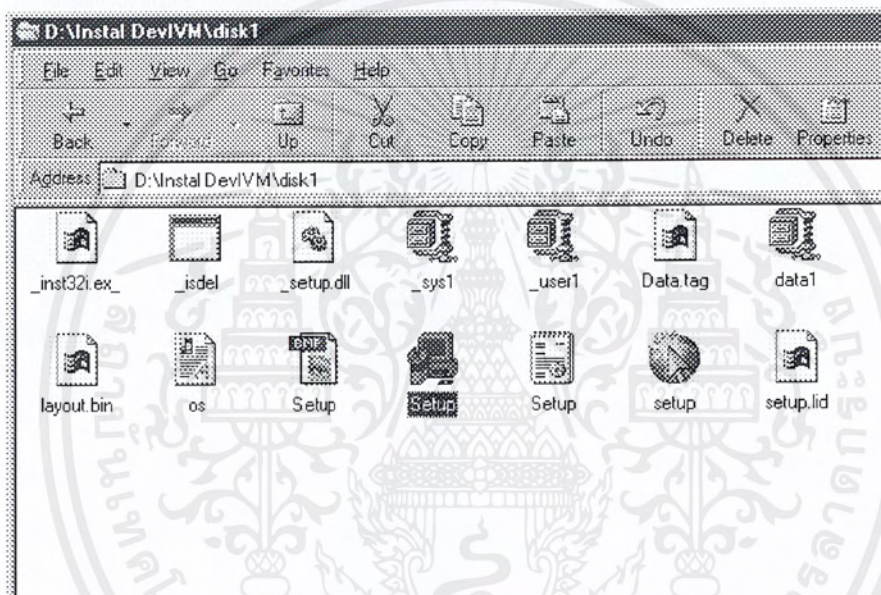 D:\Instal DevIVM\disk1
File Edit View Go Favorites Help
Back Forward Up Cut Copy Paste Undo Delete Properties
Address D:\Instal DevIVM\disk1
_inst32i.ex_ _isdel _setup.dll _sys1 _user1 Data.tag data1
BMP
layout.bin os Setup Setup Setup setup setup.lid